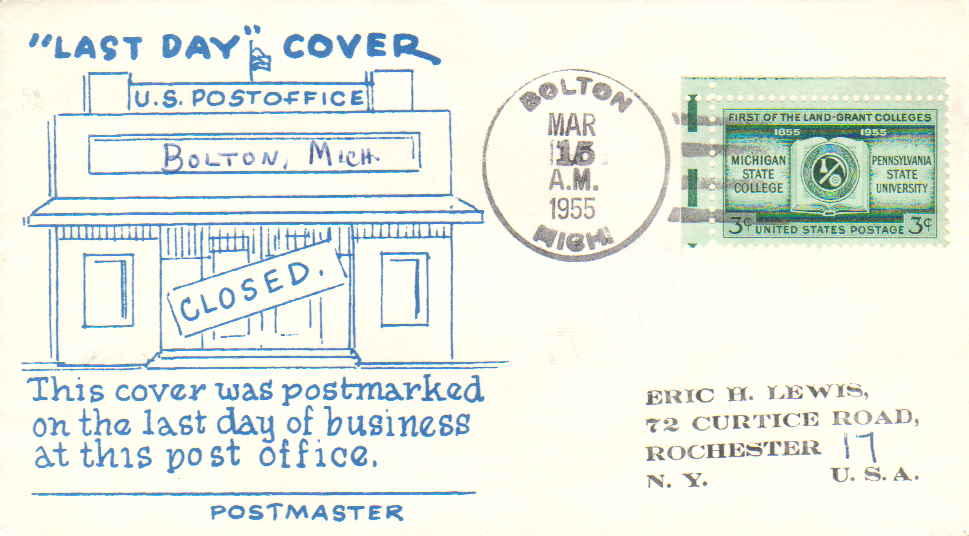 "LAST DAY" COVER
U.S. POSTOFFICE
BOLTON, MICH.
CLOSED.
This cover was postmarked
on the last day of business
at this post office.
POSTMASTER
BOLTON
MAR
15
A.M.
1955
MICH.
FIRST OF THE LAND-GRANT COLLEGES
1855 1955
MICHIGAN STATE COLLEGE
PENNSYLVANIA STATE UNIVERSITY
3¢ UNITED STATES POSTAGE 3¢
ERIC H. LEWIS,
72 CURTICE ROAD,
ROCHESTER 17
N. Y. U. S. A.